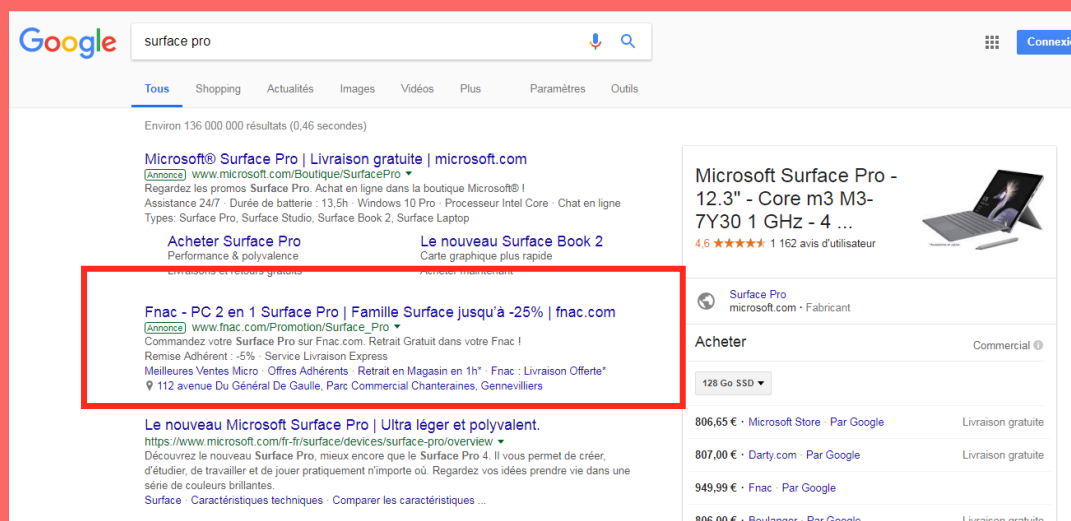 Google
surface pro
Connexi
Tous Shopping Actualités Images Vidéos Plus Paramètres Outils
Environ 136 000 000 résultats (0,46 secondes)
Microsoft® Surface Pro | Livraison gratuite | microsoft.com
Annonce www.microsoft.com/Boutique/SurfacePro
Regardez les promos Surface Pro. Achat en ligne dans la boutique Microsoft® !
Assistance 24/7 · Durée de batterie : 13,5h · Windows 10 Pro · Processeur Intel Core · Chat en ligne
Types: Surface Pro, Surface Studio, Surface Book 2, Surface Laptop
Acheter Surface Pro Le nouveau Surface Book 2
Performance & polyvalence Carte graphique plus rapide
Livraisons et retours gratuits Acheter maintenant
Fnac - PC 2 en 1 Surface Pro | Famille Surface jusqu'à -25% | fnac.com
Annonce www.fnac.com/Promotion/Surface_Pro
Commandez votre Surface Pro sur Fnac.com. Retrait Gratuit dans votre Fnac !
Remise Adhérent : -5% · Service Livraison Express
Meilleures Ventes Micro · Offres Adhérents · Retrait en Magasin en 1h* · Fnac : Livraison Offerte*
112 avenue Du Général De Gaulle, Parc Commercial Chanteraines, Gennevilliers
Le nouveau Microsoft Surface Pro | Ultra léger et polyvalent.
https://www.microsoft.com/fr-fr/surface/devices/surface-pro/overview
Découvrez le nouveau Surface Pro, mieux encore que le Surface Pro 4. Il vous permet de créer,
d'étudier, de travailler et de jouer pratiquement n'importe où. Regardez vos idées prendre vie dans une
série de couleurs brillantes.
Surface · Caractéristiques techniques · Comparer les caractéristiques ...
Microsoft Surface Pro -
12.3" - Core m3 M3-
7Y30 1 GHz - 4 ...
4,6 1 162 avis d'utilisateur
Surface Pro
microsoft.com · Fabricant
Acheter Commercial
128 Go SSD
806,65 € · Microsoft Store · Par Google Livraison gratuite
807,00 € · Darty.com · Par Google Livraison gratuite
949,99 € · Fnac · Par Google
806,00 € · Boulanger · Par Google Livraison gratuite